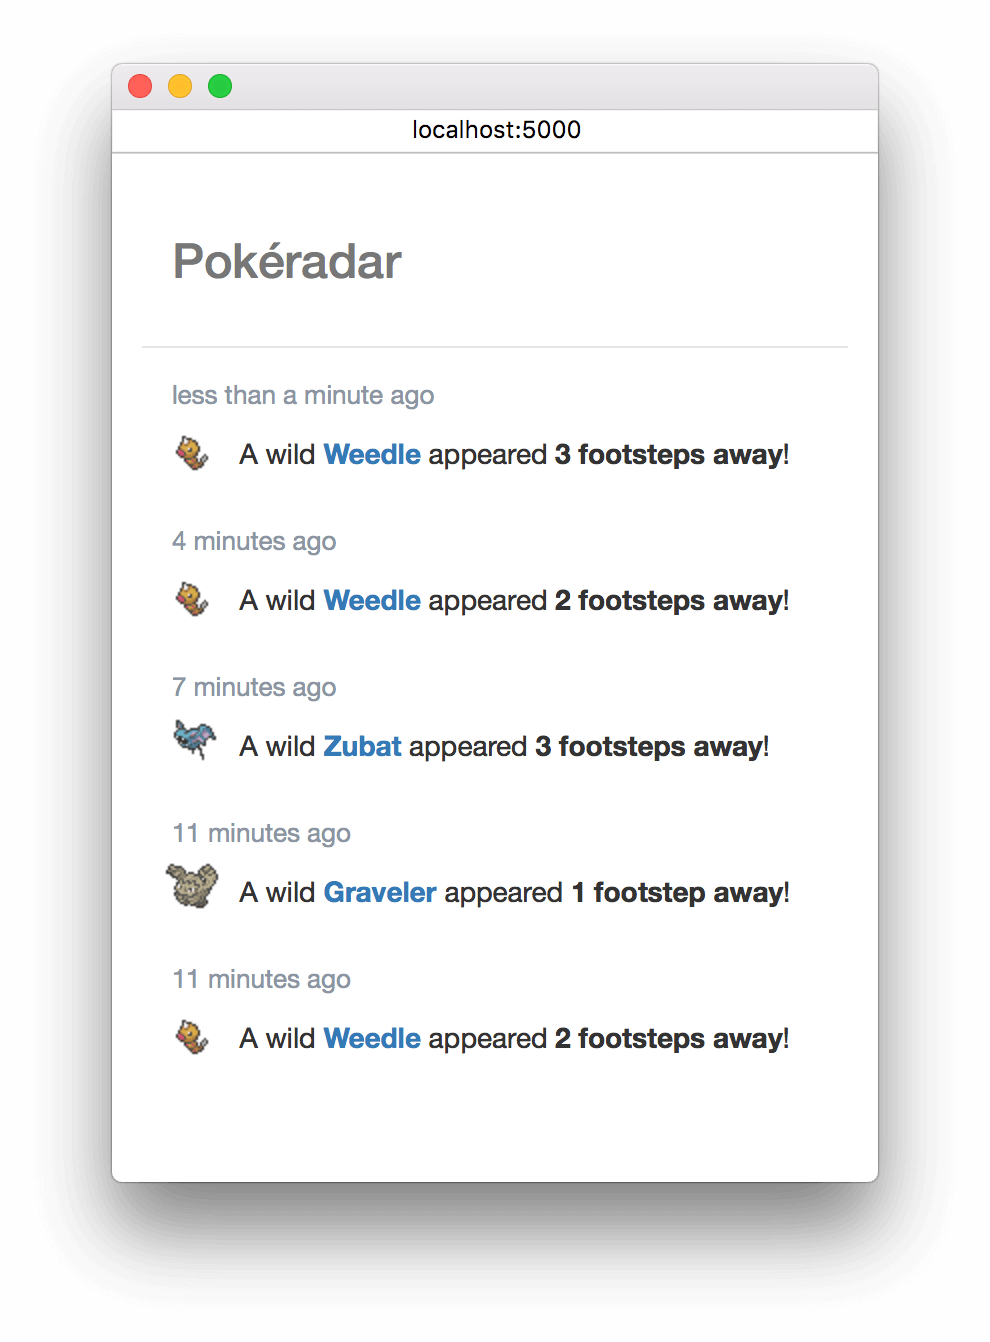 localhost:5000
Pokéradar
less than a minute ago
A wild Weedle appeared 3 footsteps away!
4 minutes ago
A wild Weedle appeared 2 footsteps away!
7 minutes ago
A wild Zubat appeared 3 footsteps away!
11 minutes ago
A wild Graveler appeared 1 footstep away!
11 minutes ago
A wild Weedle appeared 2 footsteps away!